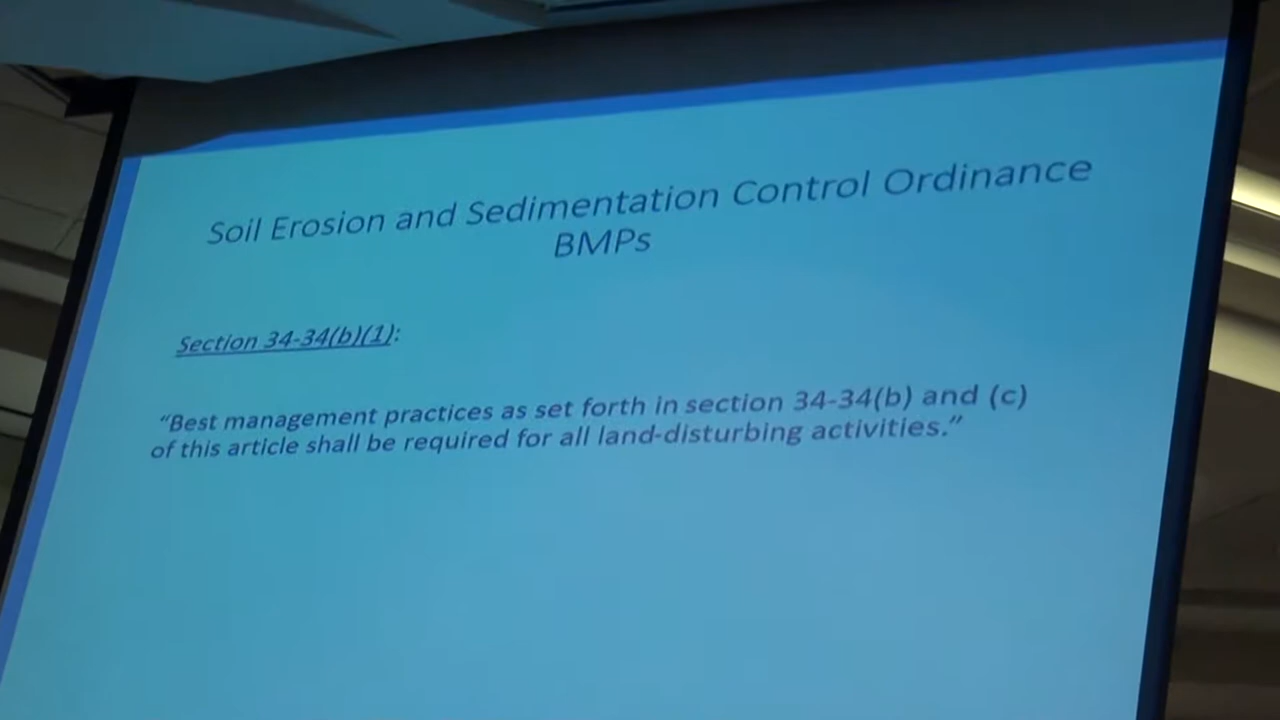 Soil Erosion and Sedimentation Control Ordinance
BMPs
Section 34-34(b)(1):
“Best management practices as set forth in section 34-34(b) and (c)
of this article shall be required for all land-disturbing activities.”